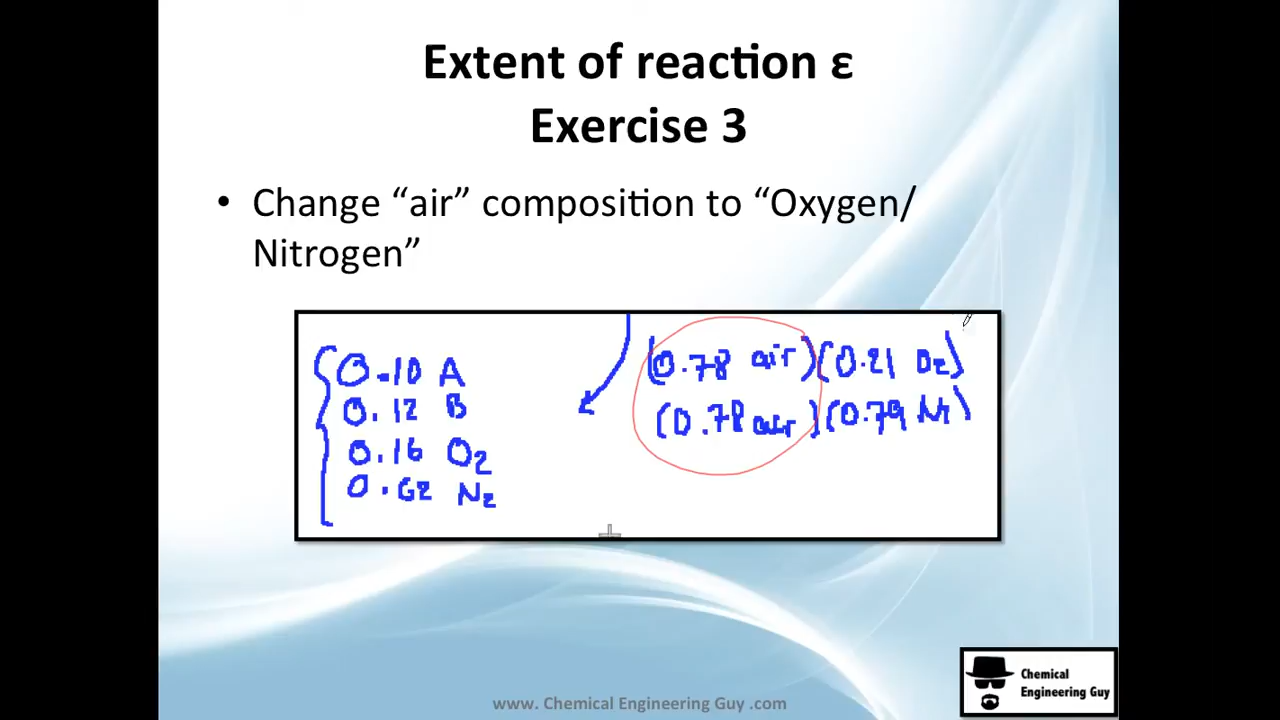 Extent of reaction ε
Exercise 3
• Change “air” composition to “Oxygen/
Nitrogen”
0.10 A
0.12 B
0.16 O2
0.62 N2
(0.78 air)(0.21 O2)
(0.78 air)(0.79 N2)
Chemical
Engineering Guy
www. Chemical Engineering Guy .com